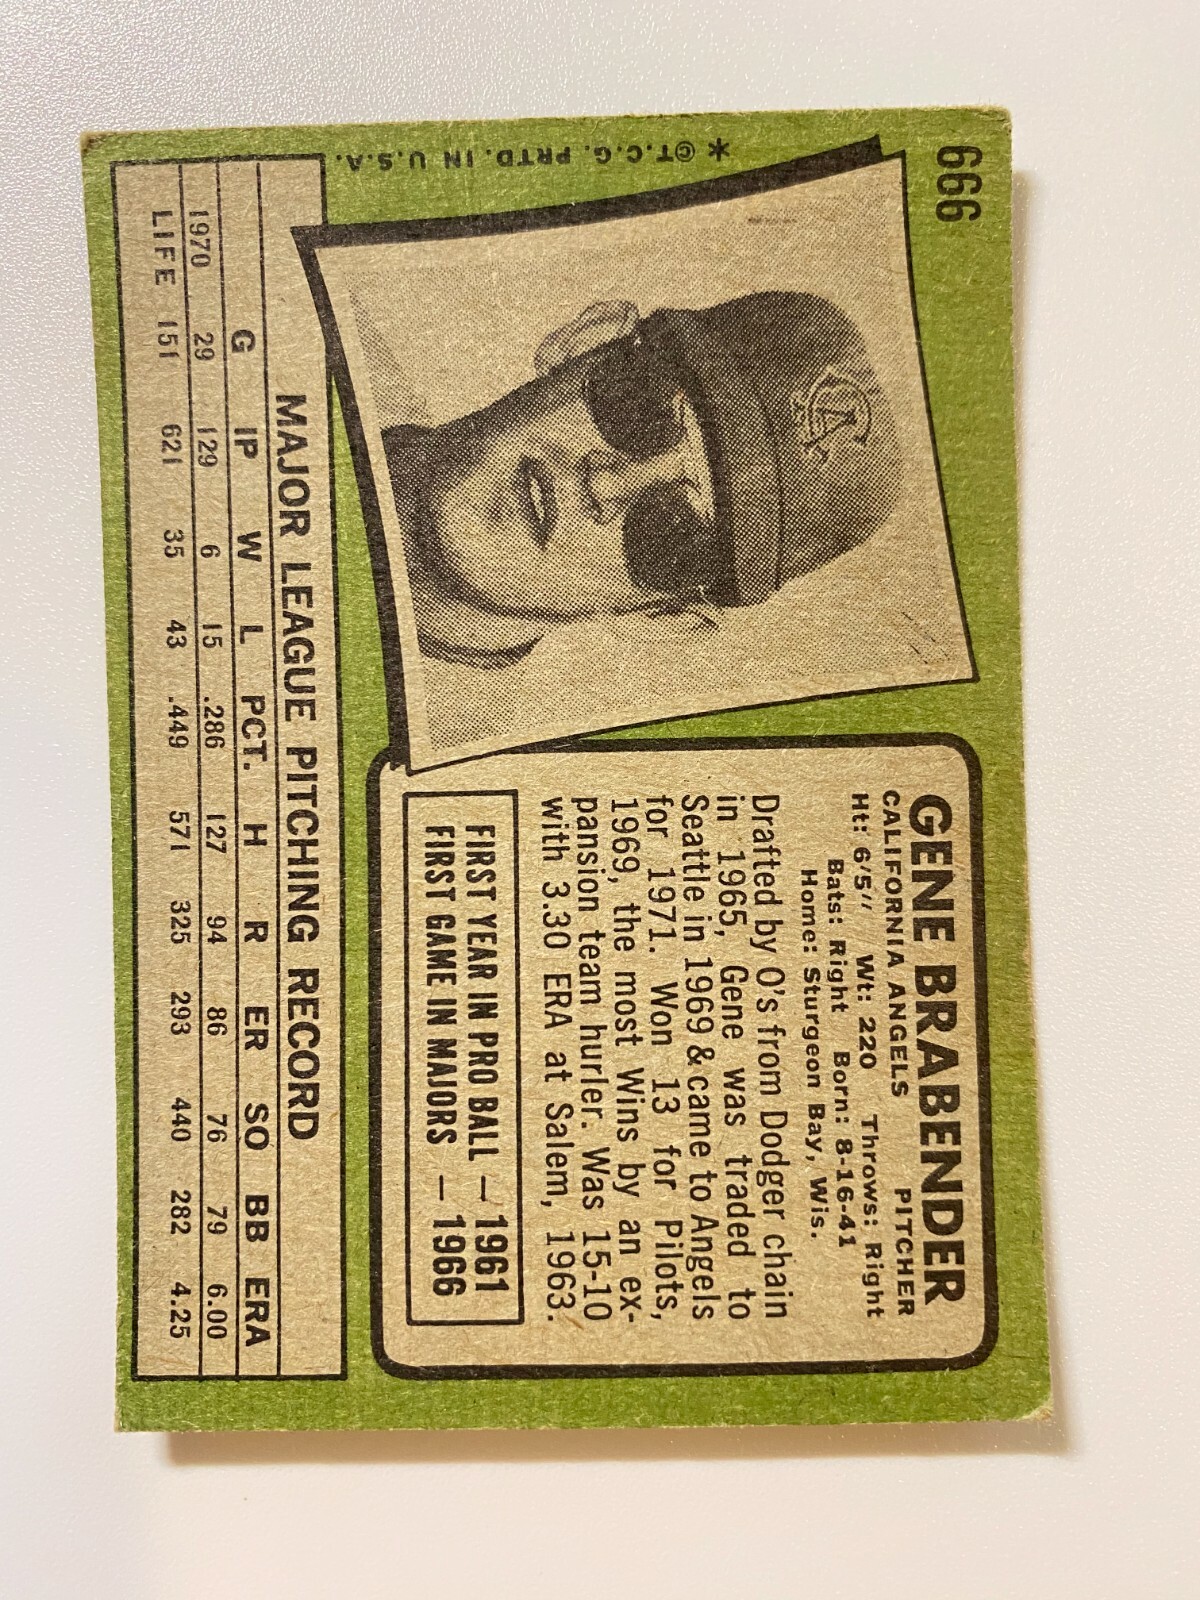 666
GENE BRABENDER
CALIFORNIA ANGELS PITCHER
Ht: 6'5" Wt: 220 Throws: Right
Bats: Right Born: 8-16-41
Home: Sturgeon Bay, Wis.
Drafted by O's from Dodger chain
in 1965, Gene was traded to
Seattle in 1969 & came to Angels
for 1971. Won 13 for Pilots,
1969, the most Wins by an ex-
pansion team hurler. Was 15-10
with 3.30 ERA at Salem, 1963.
FIRST YEAR IN PRO BALL — 1961
FIRST GAME IN MAJORS — 1966
CA
* © T.C.G. PRTD. IN U.S.A.
MAJOR LEAGUE PITCHING RECORD
G IP W L PCT. H R ER SO BB ERA
1970 29 129 6 15 .286 127 94 86 76 79 6.00
LIFE 151 621 35 43 .449 571 325 293 440 282 4.25